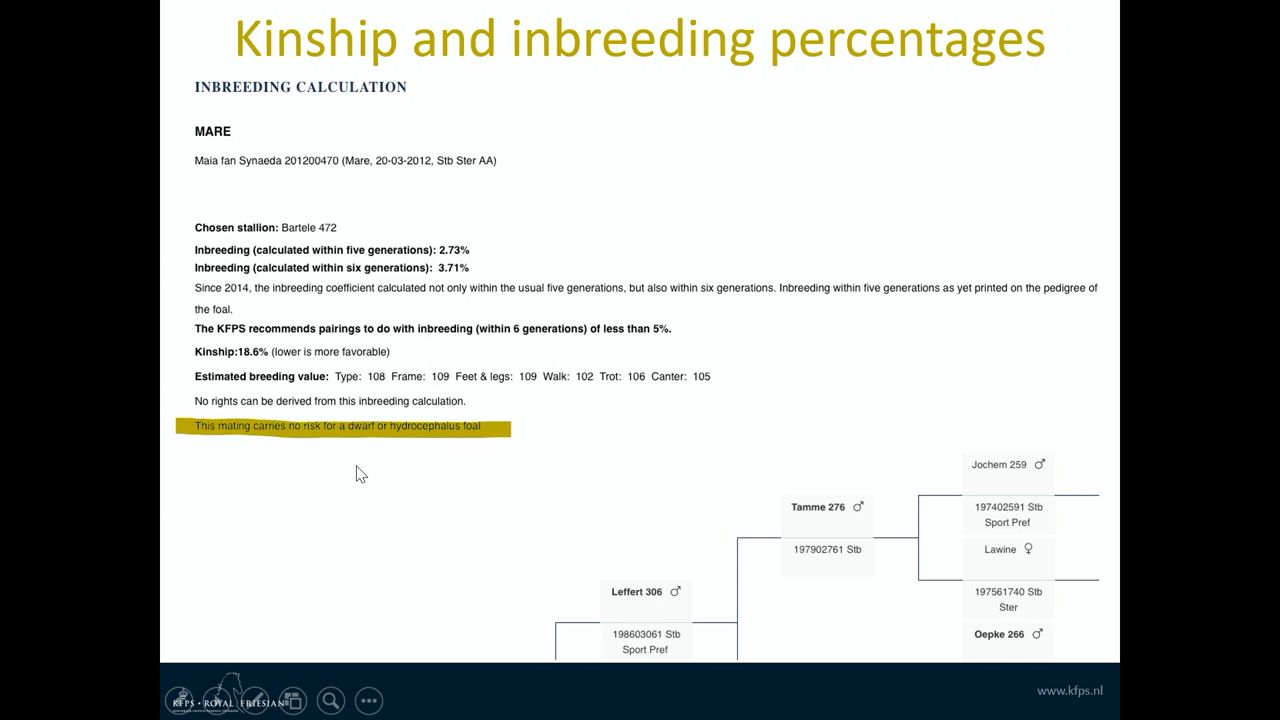 Kinship and inbreeding percentages
INBREEDING CALCULATION
MARE
Maia fan Synaeda 201200470 (Mare, 20-03-2012, Stb Ster AA)
Chosen stallion: Bartele 472
Inbreeding (calculated within five generations): 2.73%
Inbreeding (calculated within six generations):  3.71%
Since 2014, the inbreeding coefficient calculated not only within the usual five generations, but also within six generations. Inbreeding within five generations as yet printed on the pedigree of
the foal.
The KFPS recommends pairings to do with inbreeding (within 6 generations) of less than 5%.
Kinship:18.6% (lower is more favorable)
Estimated breeding value:  Type:  108  Frame:  109  Feet & legs:  109  Walk:  102  Trot:  106  Canter:  105
No rights can be derived from this inbreeding calculation.
This mating carries no risk for a dwarf or hydrocephalus foal
Jochem 259 ♂
197402591 Stb
Sport Pref
Tamme 276 ♂
197902761 Stb
Lawine ♀
197561740 Stb
Ster
Leffert 306 ♂
198603061 Stb
Sport Pref
Oepke 266 ♂
KFPS • ROYAL FRIESIAN
www.kfps.nl